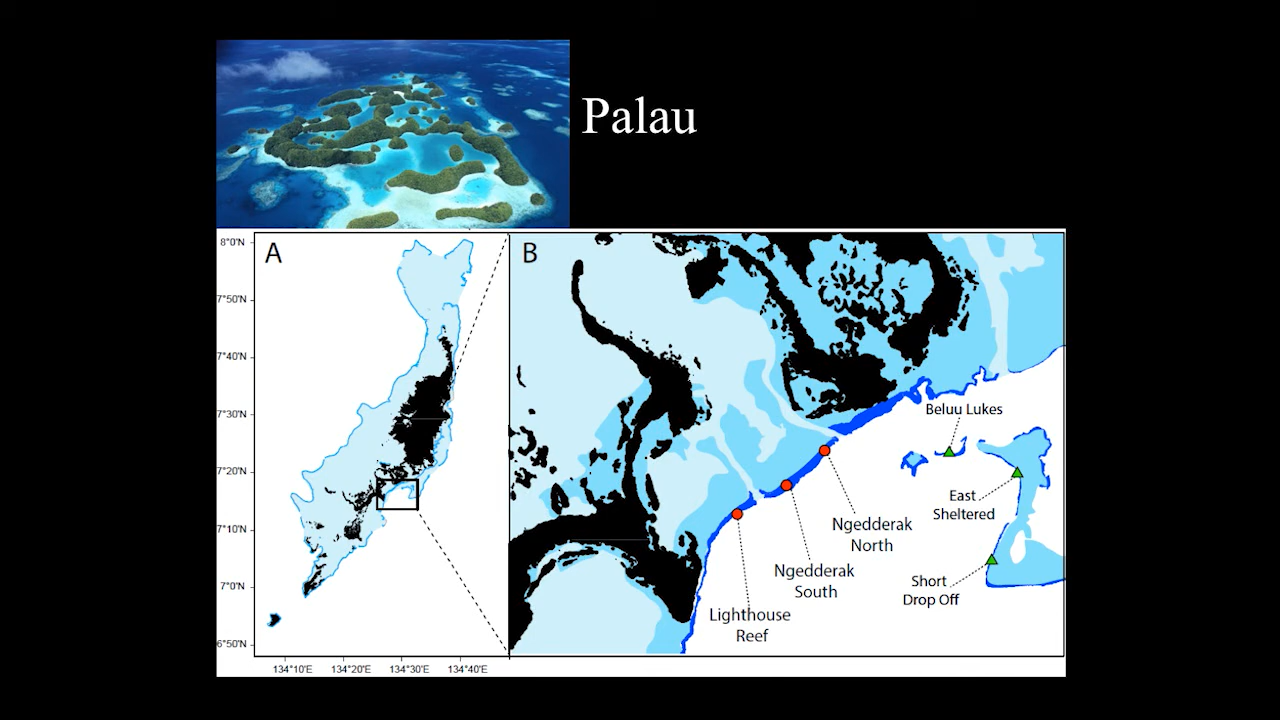 Palau
A
B
8°0'N
7°50'N
7°40'N
7°30'N
7°20'N
7°10'N
7°0'N
6°50'N
134°10'E
134°20'E
134°30'E
134°40'E
Beluu Lukes
East
Sheltered
Ngedderak
North
Ngedderak
South
Short
Drop Off
Lighthouse
Reef